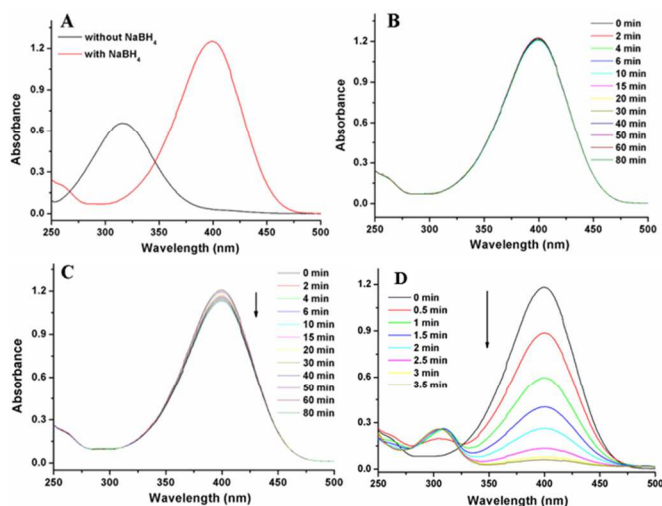 A
without NaBH4
with NaBH4
Absorbance
1.2
0.9
0.6
0.3
0.0
250 300 350 400 450 500
Wavelength (nm)
B
0 min
2 min
4 min
6 min
10 min
15 min
20 min
30 min
40 min
50 min
60 min
80 min
Absorbance
1.2
0.9
0.6
0.3
0.0
250 300 350 400 450 500
Wavelength (nm)
C
0 min
2 min
4 min
6 min
10 min
15 min
20 min
30 min
40 min
50 min
60 min
80 min
Absorbance
1.2
0.9
0.6
0.3
0.0
250 300 350 400 450 500
Wavelength (nm)
D
0 min
0.5 min
1 min
1.5 min
2 min
2.5 min
3 min
3.5 min
Absorbance
1.2
0.9
0.6
0.3
0.0
250 300 350 400 450 500
Wavelength (nm)